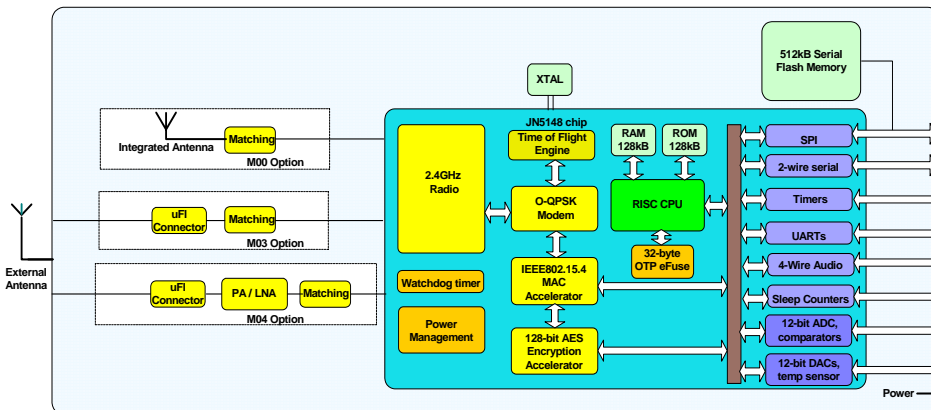 512kB Serial
Flash Memory
XTAL
JN5148 chip
Integrated Antenna
Matching
M00 Option
2.4GHz
Radio
Time of Flight
Engine
RAM
128kB
ROM
128kB
SPI
2-wire serial
O-QPSK
Modem
RISC CPU
Timers
uFl
Connector
Matching
M03 Option
UARTs
External
Antenna
32-byte
OTP eFuse
4-Wire Audio
uFl
Connector
PA / LNA
Matching
M04 Option
Watchdog timer
IEEE802.15.4
MAC
Accelerator
Sleep Counters
Power
Management
128-bit AES
Encryption
Accelerator
12-bit ADC,
comparators
12-bit DACs,
temp sensor
Power